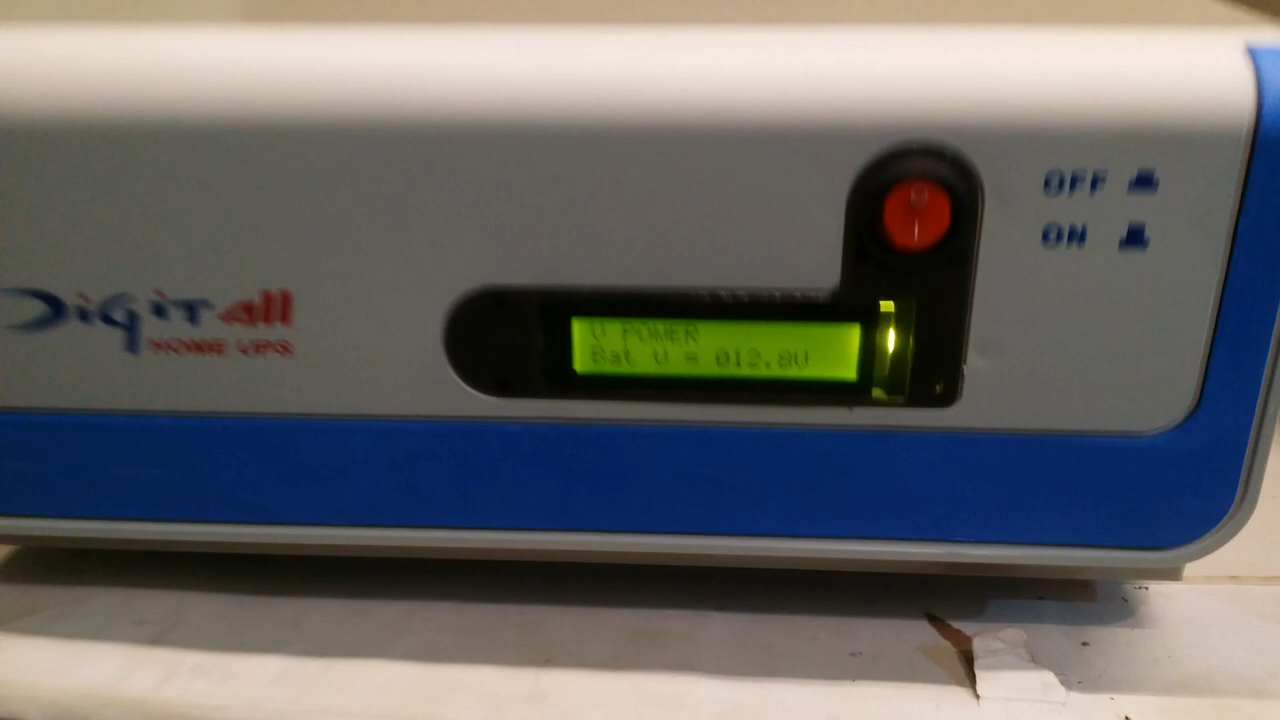 OFF
ON
Digitall
HOME UPS
V POWER
Bat V = 012.8V